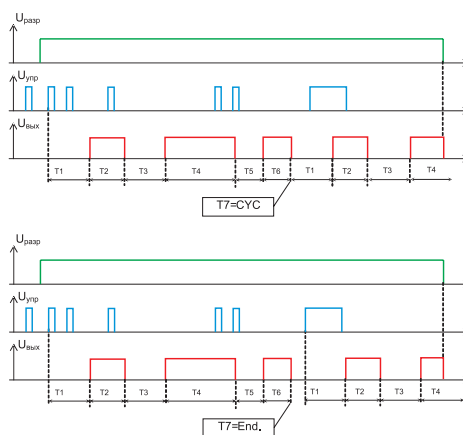 Uразр
Uупр
Uвых
T1 T2 T3 T4 T5 T6 T1 T2 T3 T4
T7=CYC
Uразр
Uупр
Uвых
T1 T2 T3 T4 T5 T6 T1 T2 T3 T4
T7=End.